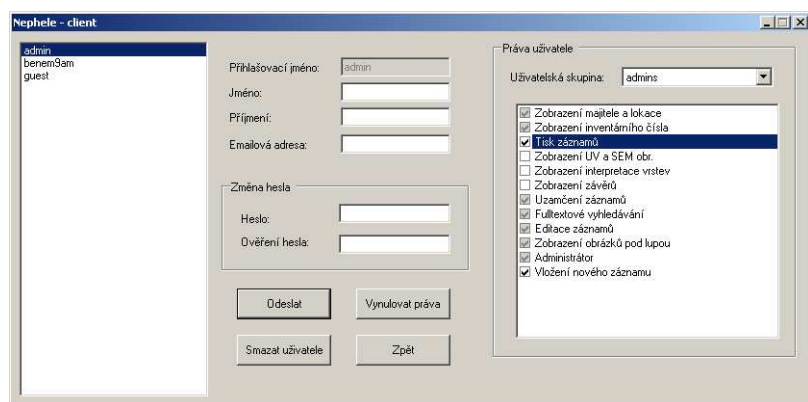 Nephele - client
admin
benem9am
guest
Přihlašovací jméno: admin
Jméno:
Příjmení:
Emailová adresa:
Změna hesla
Heslo:
Ověření hesla:
Odeslat
Vynulovat práva
Smazat uživatele
Zpět
Práva uživatele
Uživatelská skupina: admins
Zobrazení majitele a lokace
Zobrazení inventárního čísla
Tisk záznamů
Zobrazení UV a SEM obr.
Zobrazení interpretace vrstev
Zobrazení závěrů
Uzamčení záznamů
Fulltextové vyhledávání
Editace záznamů
Zobrazení obrázků pod lupou
Administrátor
Vložení nového záznamu